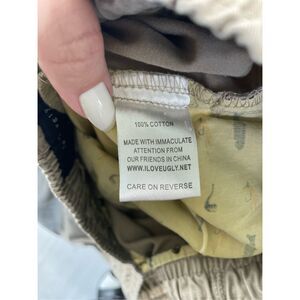 100% COTTON
MADE WITH IMMACULATE
ATTENTION FROM
OUR FRIENDS IN CHINA
WWW.ILOVEUGLY.NET
CARE ON REVERSE